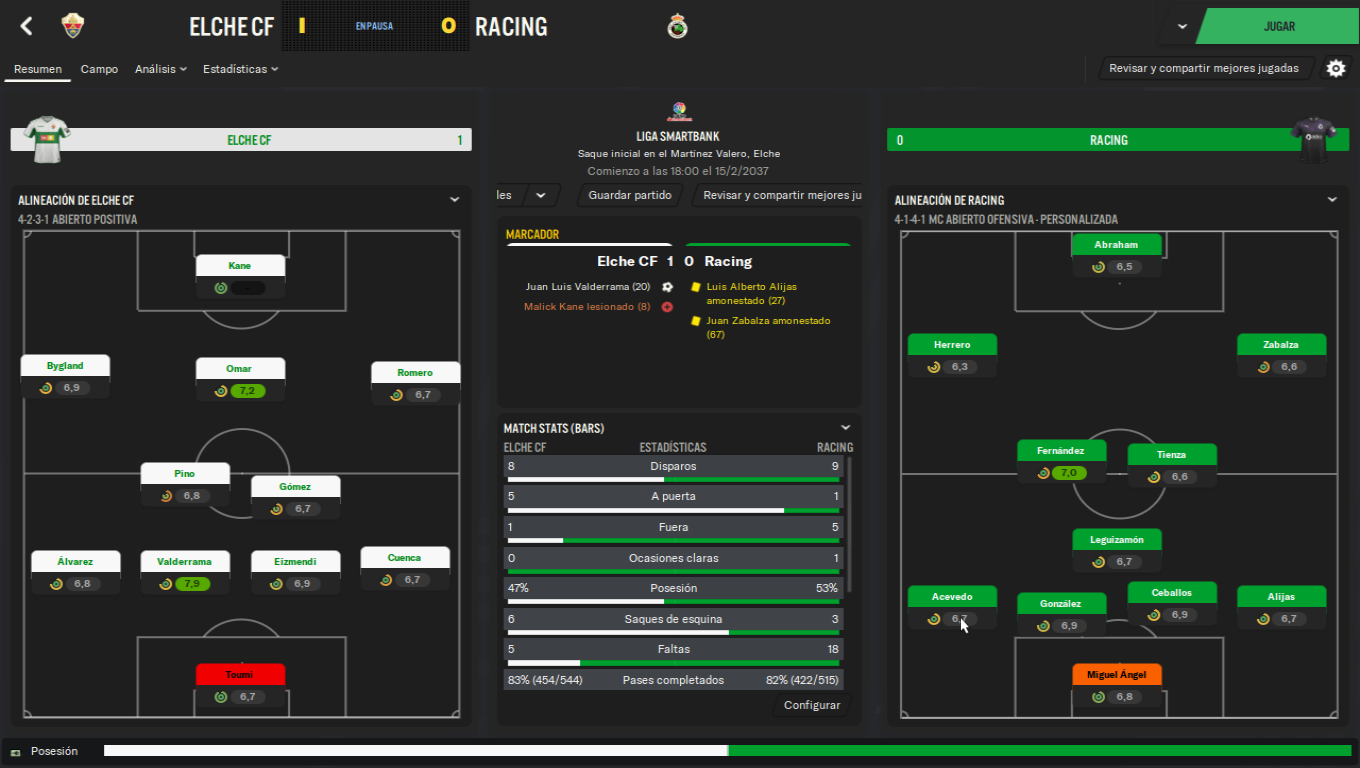 ELCHE CF
1
EN PAUSA
0
RACING
JUGAR
Resumen
Campo
Análisis
Estadísticas
Revisar y compartir mejores jugadas
ELCHE CF
1
LIGA SMARTBANK
Saque inicial en el Martínez Valero, Elche
Comienzo a las 18:00 el 15/2/2037
0
RACING
les
Guardar partido
Revisar y compartir mejores ju
ALINEACIÓN DE ELCHE CF
4-2-3-1 ABIERTO POSITIVA
Kane
Bygland
6,9
Omar
7,2
Romero
6,7
Pino
6,8
Gómez
6,7
Álvarez
6,8
Valderrama
7,9
Eizmendi
6,9
Cuenca
6,7
Toumi
6,7
MARCADOR
Elche CF 1 0 Racing
Juan Luis Valderrama (20)
Malick Kane lesionado (8)
Luis Alberto Alijas
amonestado (27)
Juan Zabalza amonestado
(67)
MATCH STATS (BARS)
ELCHE CF ESTADÍSTICAS RACING
8 Disparos 9
5 A puerta 1
1 Fuera 5
0 Ocasiones claras 1
47% Posesión 53%
6 Saques de esquina 3
5 Faltas 18
83% (454/544) Pases completados 82% (422/515)
Configurar
ALINEACIÓN DE RACING
4-1-4-1 MC ABIERTO OFENSIVA - PERSONALIZADA
Abraham
6,5
Herrero
6,3
Zabalza
6,6
Fernández
7,0
Tienza
6,6
Leguizamón
6,7
Acevedo
6,7
González
6,9
Ceballos
6,9
Alijas
6,7
Miguel Ángel
6,8
Posesión